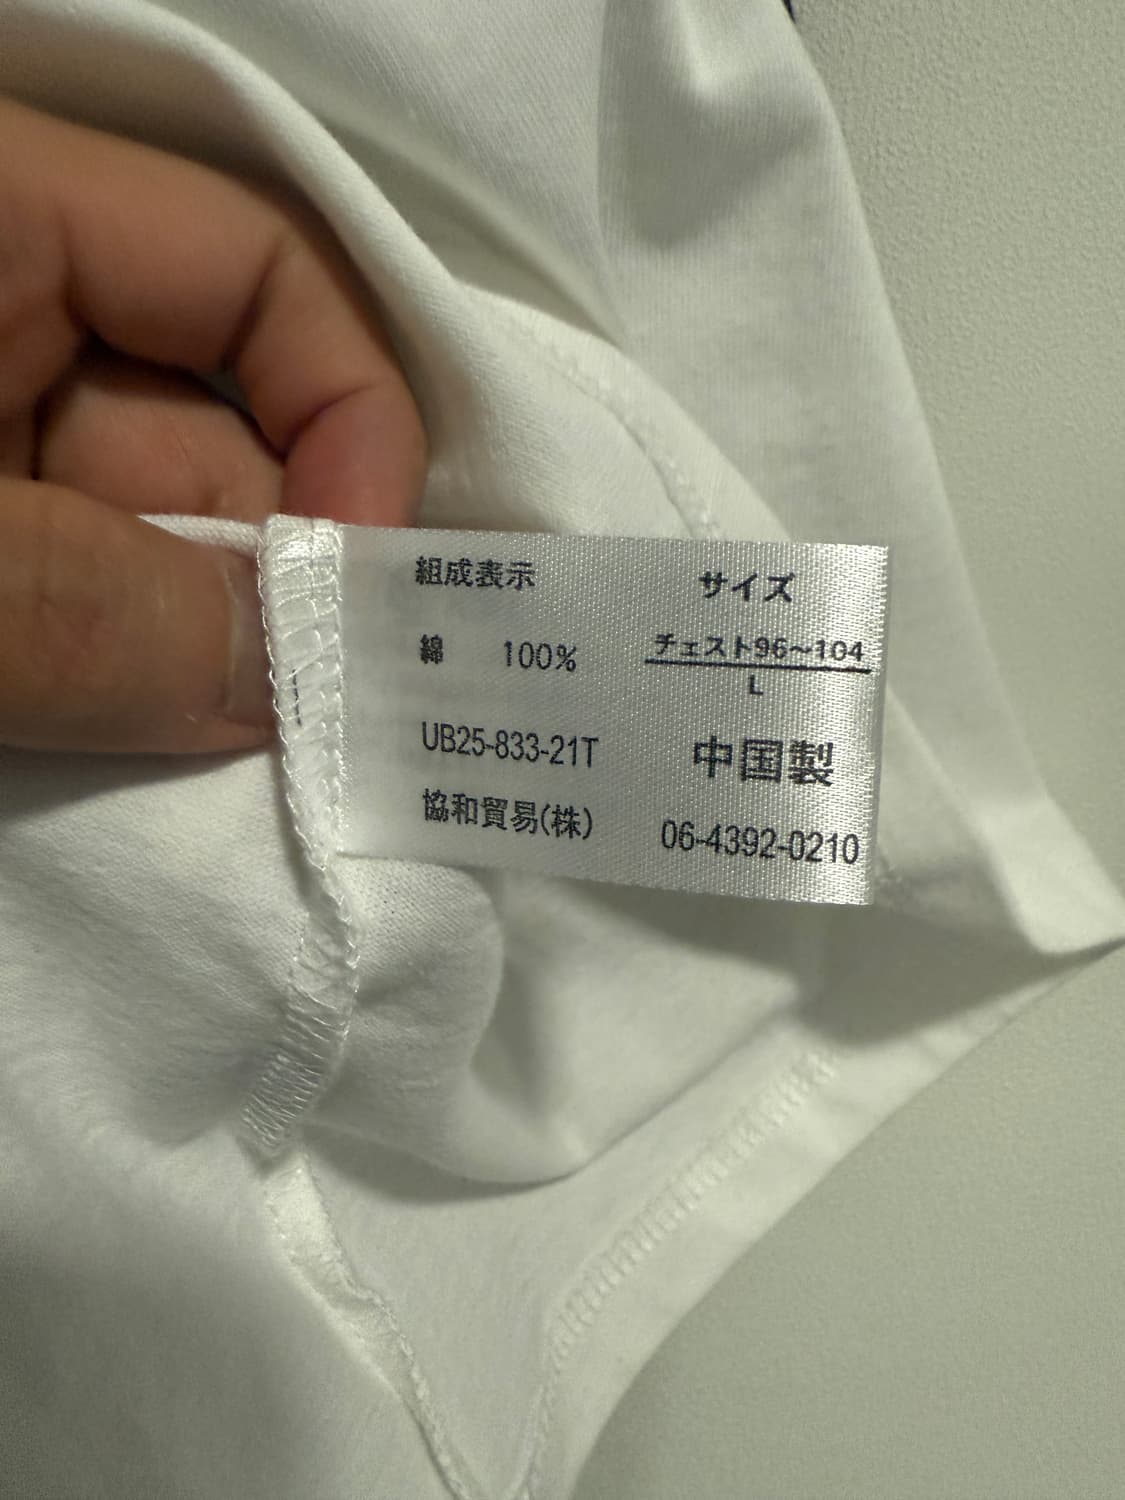 組成表示
綿 100%
UB25-833-21T
協和貿易(株)
サイズ
チェスト96~104
L
中国製
06-4392-0210